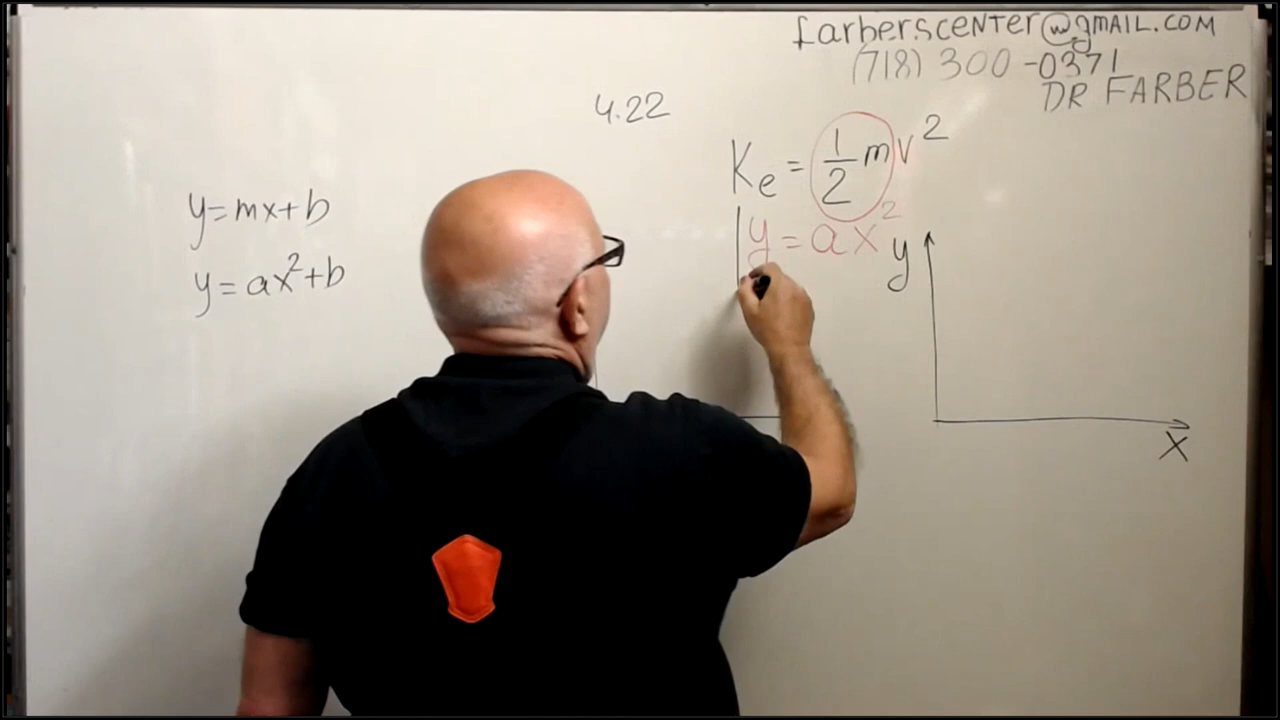 farberscenter@gmail.com
(718) 300-0371
DR FARBER
4.22
Ke = 1/2 mv²
y = ax²
y=mx+b
y=ax²+b
y
x